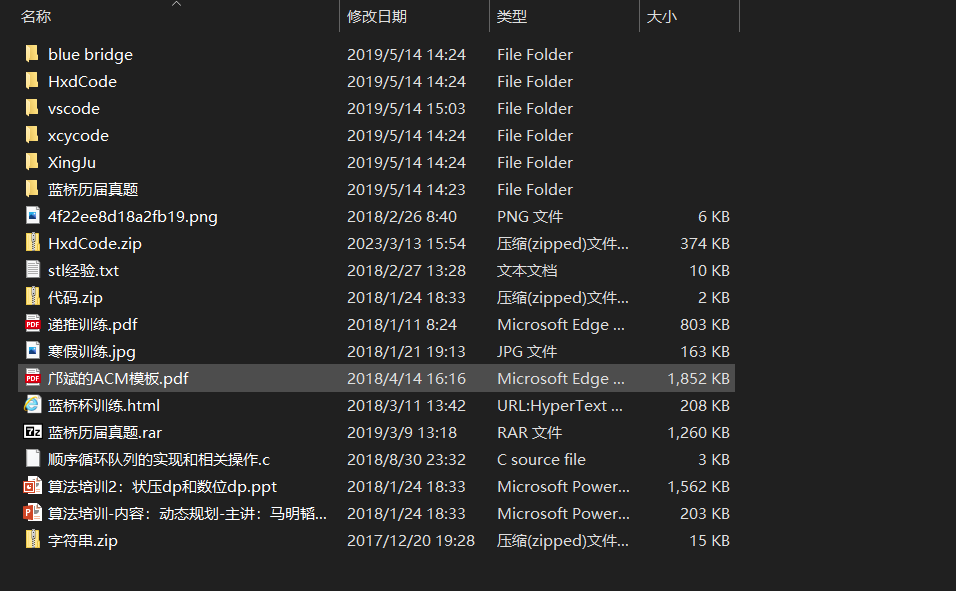 名称 修改日期 类型 大小
blue bridge 2019/5/14 14:24 File Folder
HxdCode 2019/5/14 14:24 File Folder
vscode 2019/5/14 15:03 File Folder
xcycode 2019/5/14 14:24 File Folder
XingJu 2019/5/14 14:24 File Folder
蓝桥历届真题 2019/5/14 14:23 File Folder
4f22ee8d18a2fb19.png 2018/2/26 8:40 PNG 文件 6 KB
HxdCode.zip 2023/3/13 15:54 压缩(zipped)文件... 374 KB
stl经验.txt 2018/2/27 13:28 文本文档 10 KB
代码.zip 2018/1/24 18:33 压缩(zipped)文件... 2 KB
递推训练.pdf 2018/1/11 8:24 Microsoft Edge ... 803 KB
寒假训练.jpg 2018/1/21 19:13 JPG 文件 163 KB
邝斌的ACM模板.pdf 2018/4/14 16:16 Microsoft Edge ... 1,852 KB
蓝桥杯训练.html 2018/3/11 13:42 URL:HyperText ... 208 KB
蓝桥历届真题.rar 2019/3/9 13:18 RAR 文件 1,260 KB
顺序循环队列的实现和相关操作.c 2018/8/30 23:32 C source file 3 KB
算法培训2：状压dp和数位dp.ppt 2018/1/24 18:33 Microsoft Power... 1,562 KB
算法培训-内容：动态规划-主讲：马明韬... 2018/1/24 18:33 Microsoft Power... 203 KB
字符串.zip 2017/12/20 19:28 压缩(zipped)文件... 15 KB